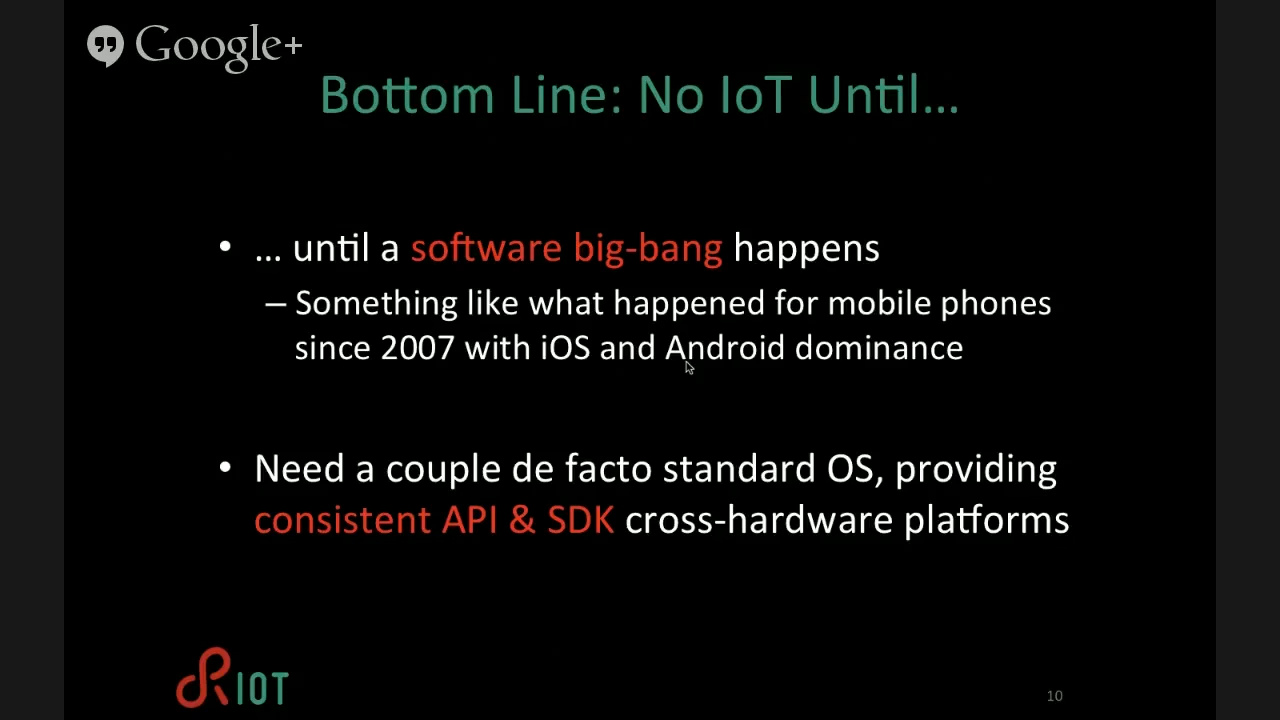 Google+
Bottom Line: No IoT Until…
• … until a software big-bang happens
– Something like what happened for mobile phones
since 2007 with iOS and Android dominance
• Need a couple de facto standard OS, providing
consistent API & SDK cross-hardware platforms
RIOT
10